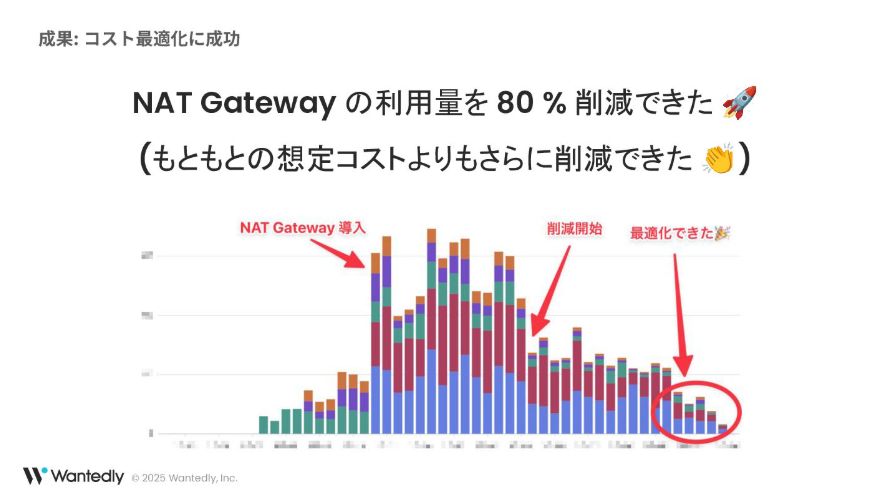 成果: コスト最適化に成功
NAT Gateway の利用量を 80 % 削減できた 🚀
(もともとの想定コストよりもさらに削減できた 👏)
NAT Gateway 導入
削減開始
最適化できた🎉
Wantedly © 2025 Wantedly, Inc.